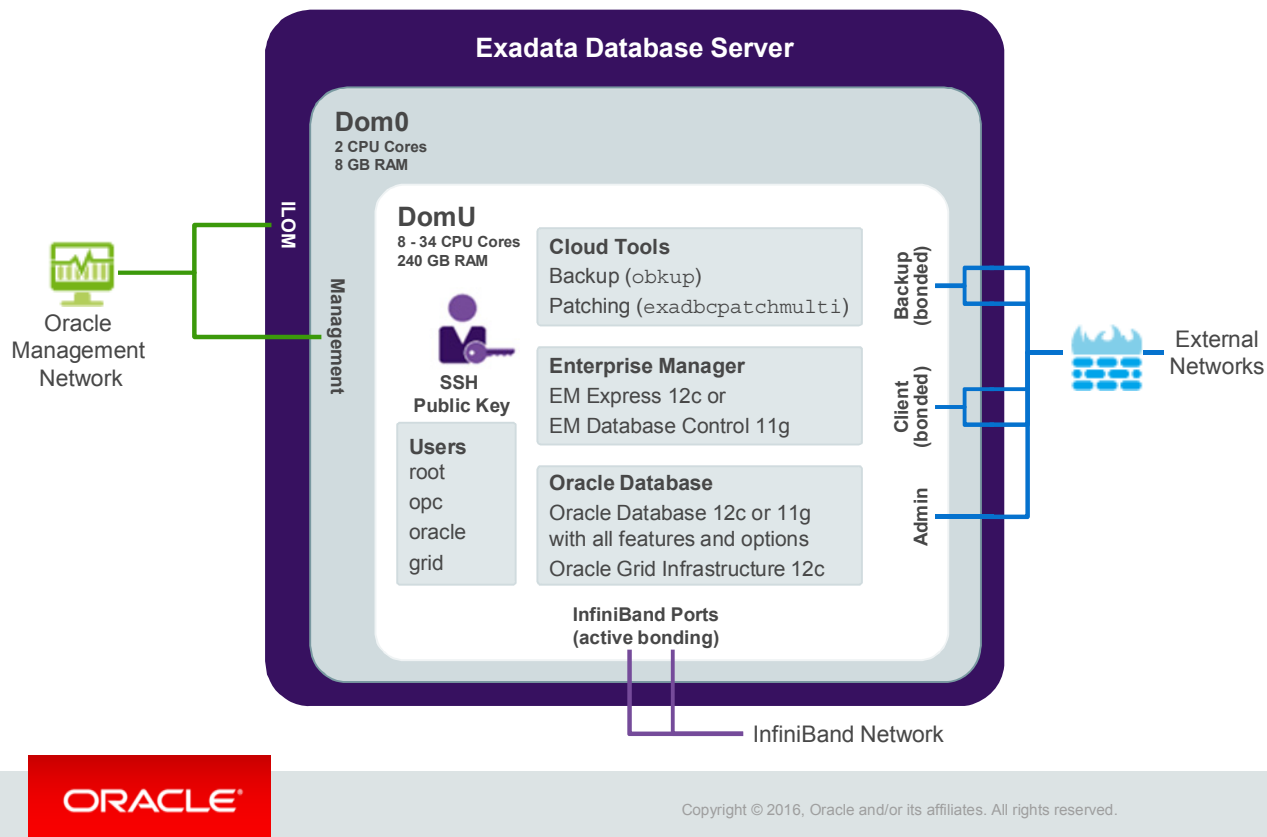 Exadata Database Server
Dom0
2 CPU Cores
8 GB RAM
ILOM
Management
Oracle
Management
Network
DomU
8 - 34 CPU Cores
240 GB RAM
SSH
Public Key
Users
root
opc
oracle
grid
Cloud Tools
Backup (obkup)
Patching (exadbcpatchmulti)
Enterprise Manager
EM Express 12c or
EM Database Control 11g
Oracle Database
Oracle Database 12c or 11g
with all features and options
Oracle Grid Infrastructure 12c
InfiniBand Ports
(active bonding)
Backup
(bonded)
Client
(bonded)
Admin
External
Networks
InfiniBand Network
ORACLE®
Copyright © 2016, Oracle and/or its affiliates. All rights reserved.